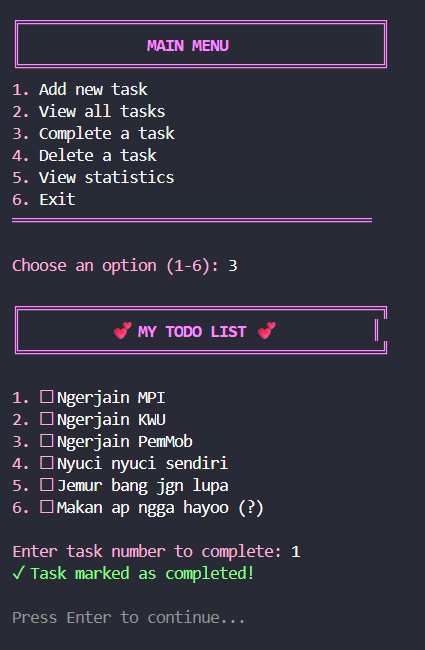 MAIN MENU
1. Add new task
2. View all tasks
3. Complete a task
4. Delete a task
5. View statistics
6. Exit
Choose an option (1-6): 3
💕 MY TODO LIST 💕
1. ☐ Ngerjain MPI
2. ☐ Ngerjain KWU
3. ☐ Ngerjain PemMob
4. ☐ Nyuci nyuci sendiri
5. ☐ Jemur bang jgn lupa
6. ☐ Makan ap ngga hayoo (?)
Enter task number to complete: 1
✓ Task marked as completed!
Press Enter to continue...